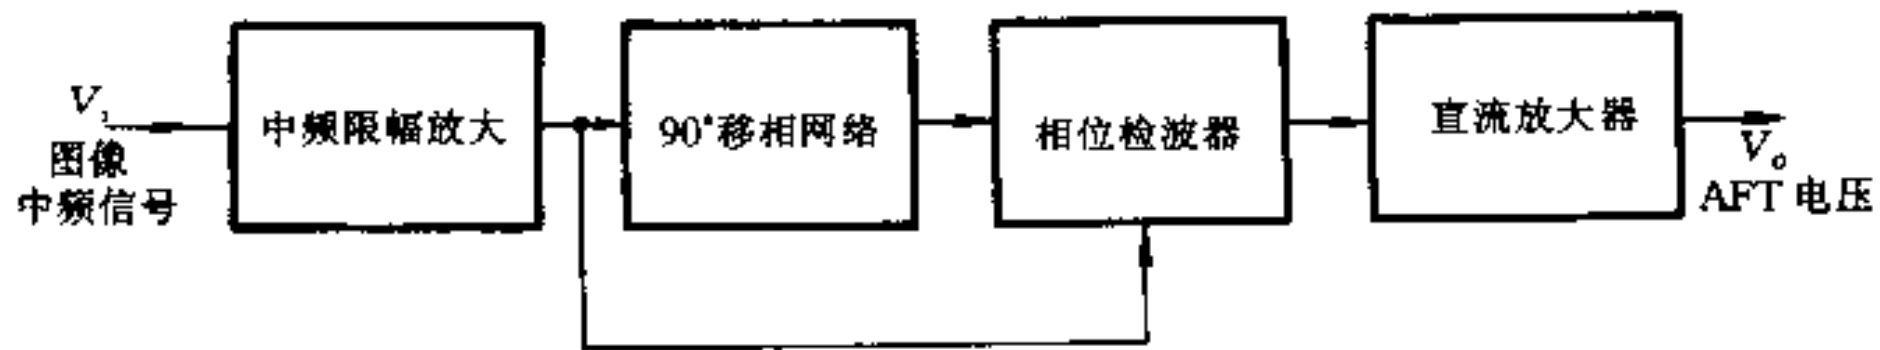 V₁
图像
中频信号
中频限幅放大
90°移相网络
相位检波器
直流放大器
V₀
AFT 电压